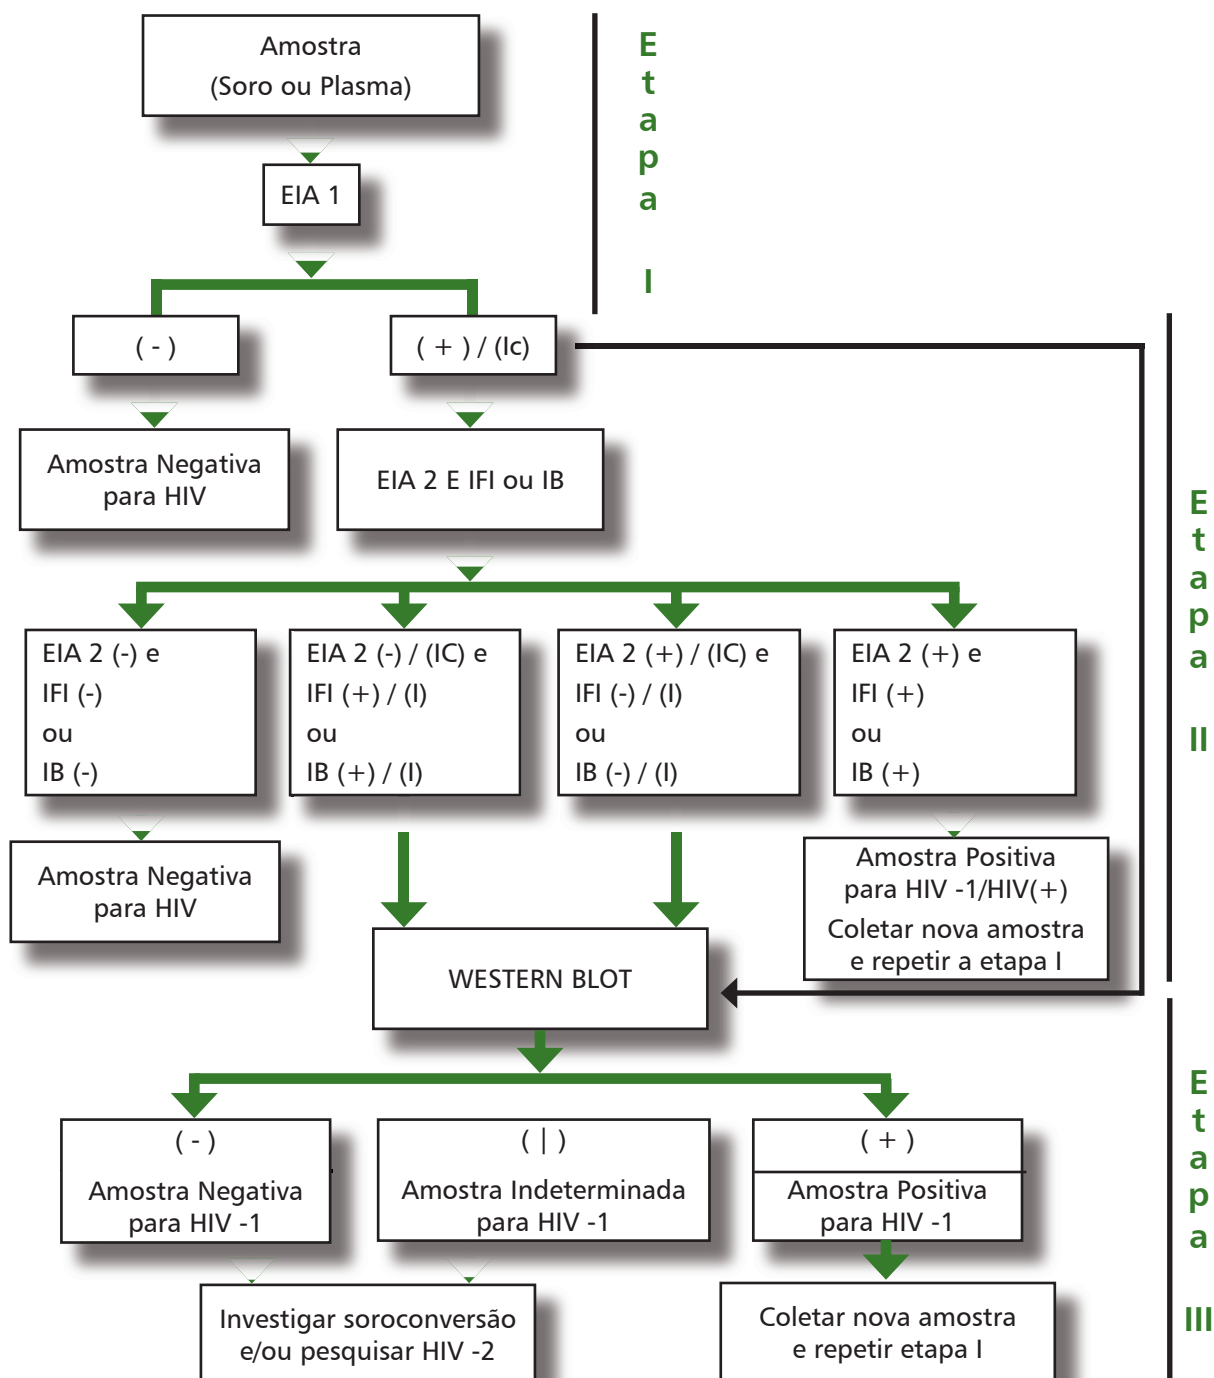 Amostra
(Soro ou Plasma)
Etapa I
EIA 1
( - )
( + ) / (Ic)
Amostra Negativa
para HIV
EIA 2 E IFI ou IB
Etapa II
EIA 2 (-) e
IFI (-)
ou
IB (-)
EIA 2 (-) / (IC) e
IFI (+) / (I)
ou
IB (+) / (I)
EIA 2 (+) / (IC) e
IFI (-) / (I)
ou
IB (-) / (I)
EIA 2 (+) e
IFI (+)
ou
IB (+)
Amostra Negativa
para HIV
Amostra Positiva
para HIV -1/HIV(+)
Coletar nova amostra
e repetir a etapa I
WESTERN BLOT
Etapa III
( - )
Amostra Negativa
para HIV -1
( | )
Amostra Indeterminada
para HIV -1
( + )
Amostra Positiva
para HIV -1
Investigar soroconversão
e/ou pesquisar HIV -2
Coletar nova amostra
e repetir etapa I